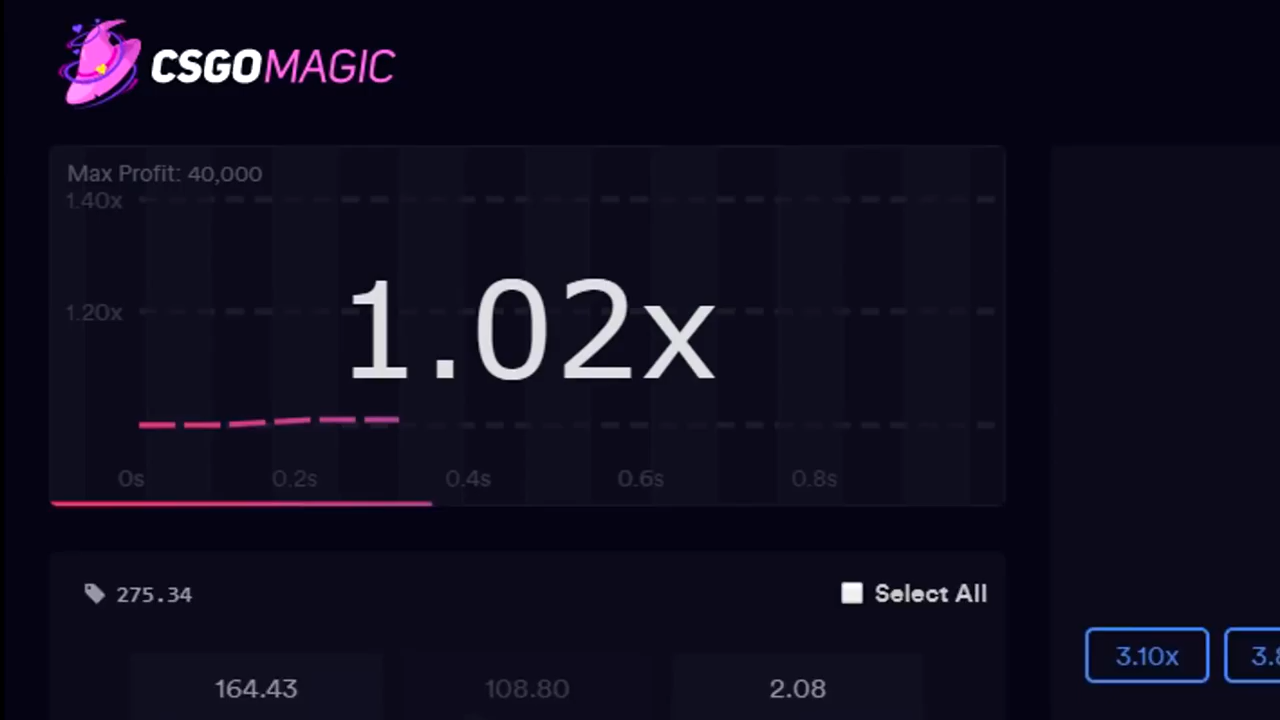 CSGOMAGIC
Max Profit: 40,000
1.40x
1.20x
1.02x
0s 0.2s 0.4s 0.6s 0.8s
275.34
Select All
164.43 108.80 2.08
3.10x